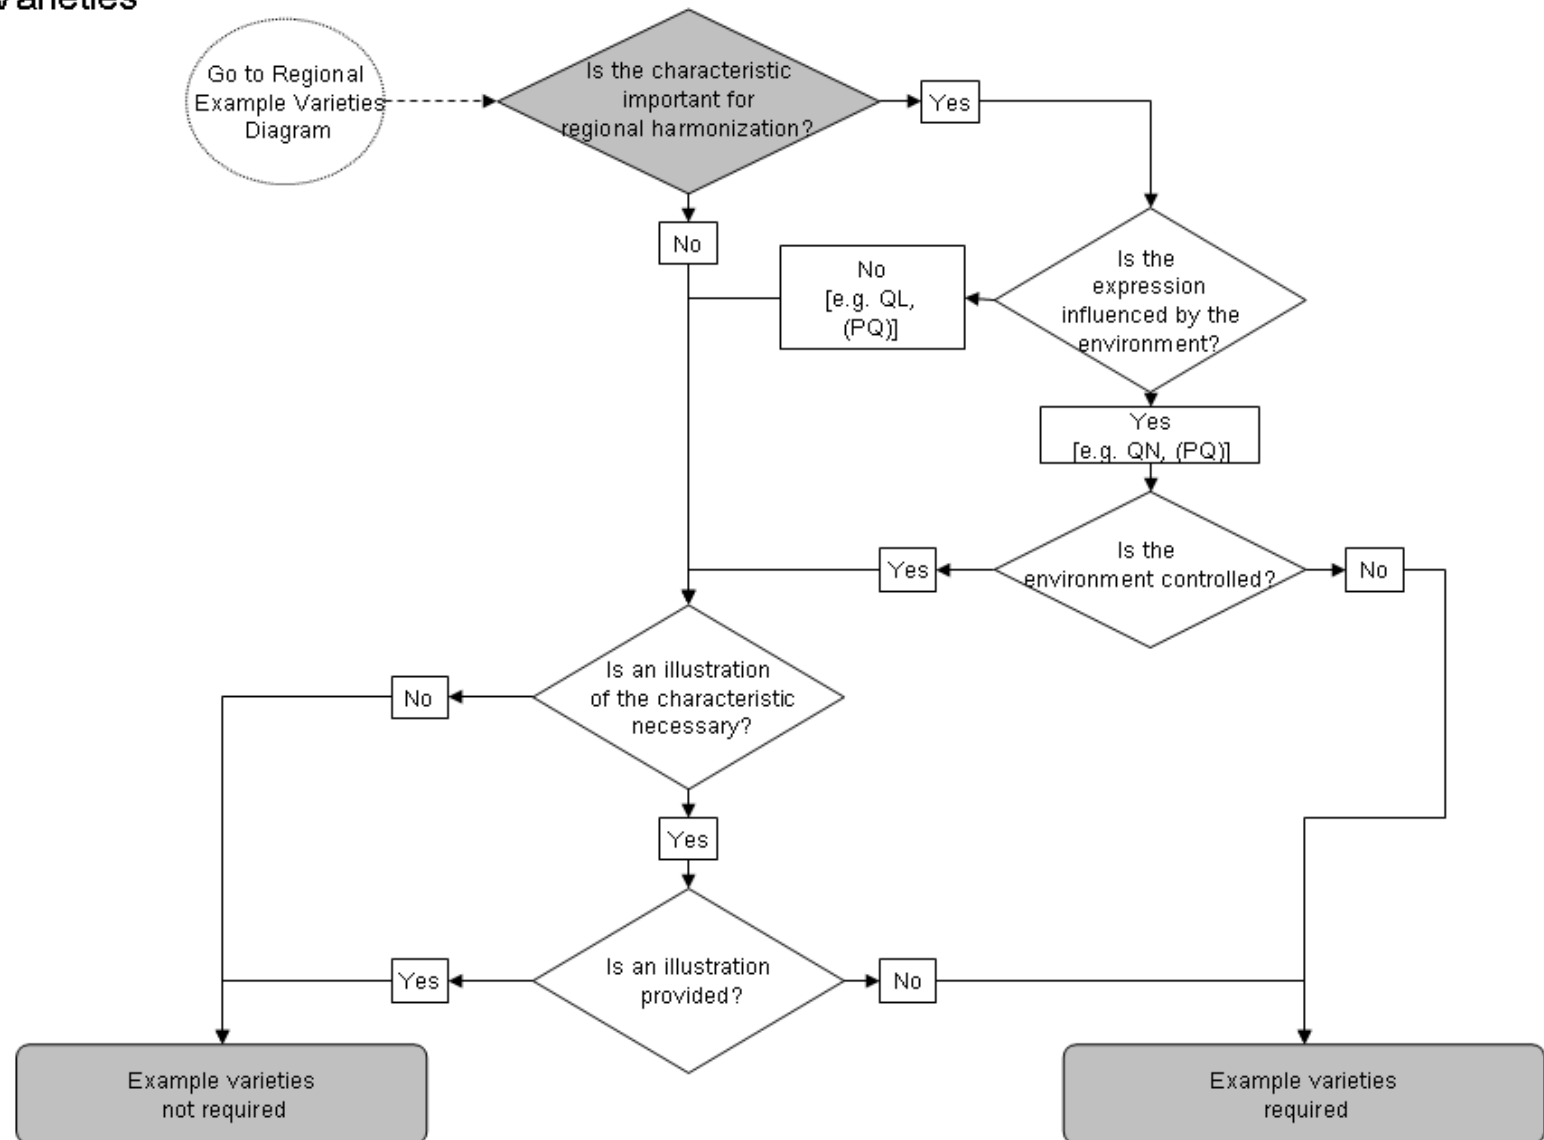 Varieties
Go to Regional
Example Varieties
Diagram
Is the characteristic
important for
regional harmonization?
Yes
No
No
[e.g. QL,
(PQ)]
Is the
expression
influenced by the
environment?
Yes
[e.g. QN, (PQ)]
Yes
Is the
environment controlled?
No
No
Is an illustration
of the characteristic
necessary?
Yes
Yes
Is an illustration
provided?
No
Example varieties
not required
Example varieties
required